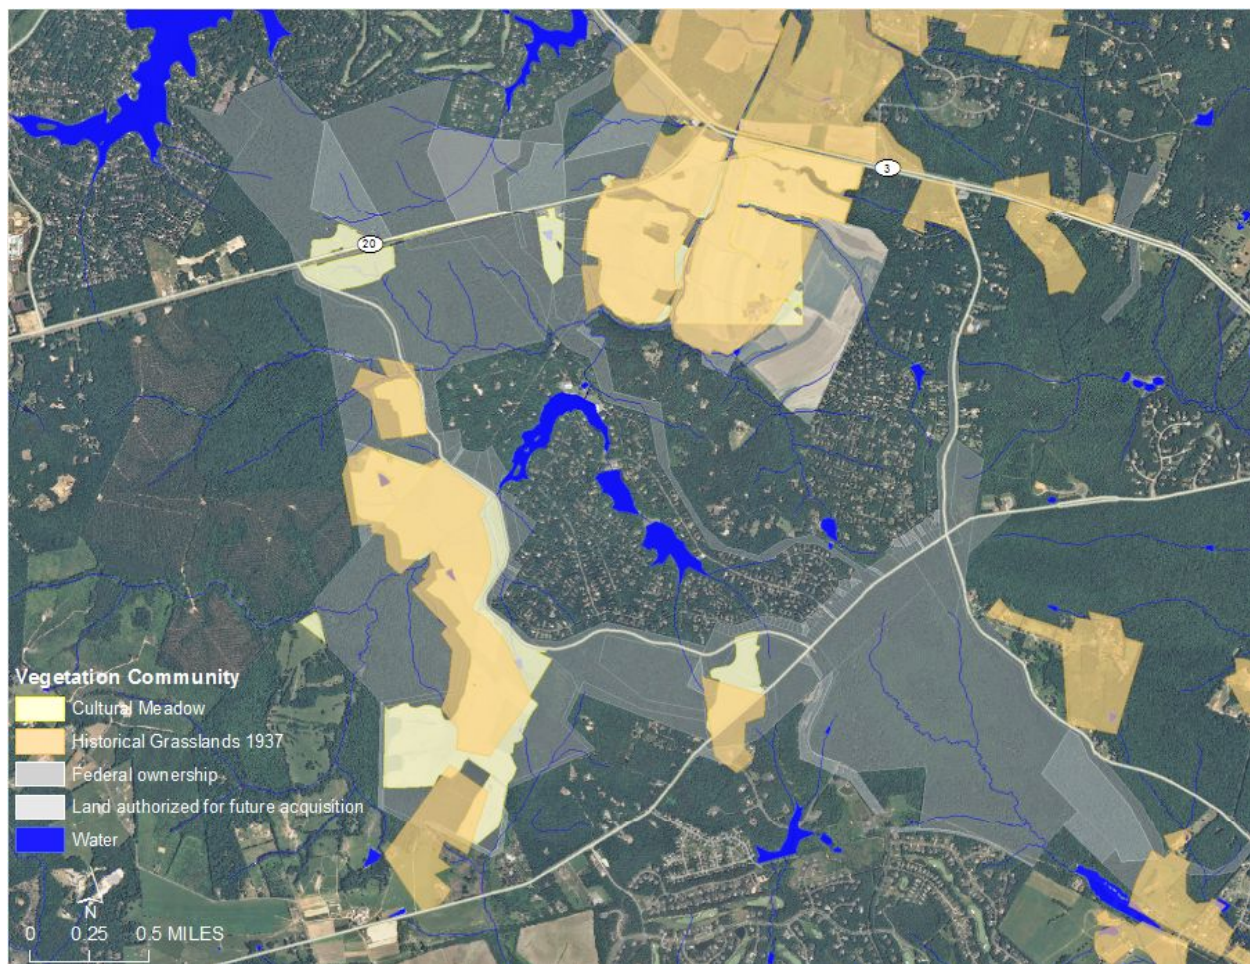 3
20
Vegetation Community
Cultural Meadow
Historical Grasslands 1937
Federal ownership
Land authorized for future acquisition
Water
N
0 0.25 0.5 MILES